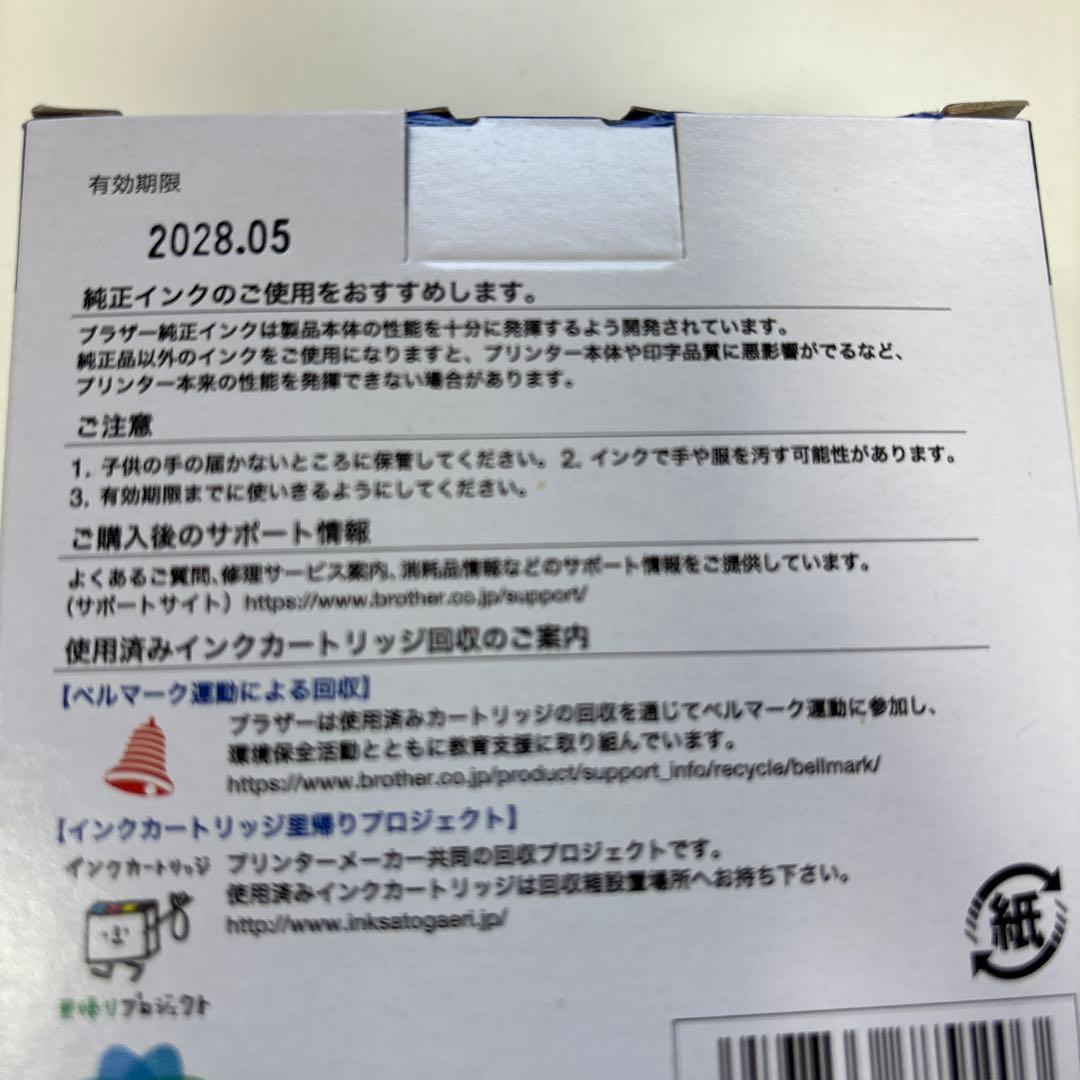 有効期限
2028.05
純正インクのご使用をおすすめします。
ブラザー純正インクは製品本体の性能を十分に発揮するよう開発されています。
純正品以外のインクをご使用になりますと、プリンター本体や印字品質に悪影響がでるなど、
プリンター本来の性能を発揮できない場合があります。
ご注意
1. 子供の手の届かないところに保管してください。 2. インクで手や服を汚す可能性があります。
3. 有効期限までに使いきるようにしてください。
ご購入後のサポート情報
よくあるご質問、修理サービス案内、消耗品情報などのサポート情報をご提供しています。
（サポートサイト）https://www.brother.co.jp/support/
使用済みインクカートリッジ回収のご案内
【ベルマーク運動による回収】
ブラザーは使用済みカートリッジの回収を通じてベルマーク運動に参加し、
環境保全活動とともに教育支援に取り組んでいます。
https://www.brother.co.jp/product/support_info/recycle/bellmark/
【インクカートリッジ里帰りプロジェクト】
インクカートリッジ
プリンターメーカー共同の回収プロジェクトです。
使用済みインクカートリッジは回収箱設置場所へお持ち下さい。
http://www.inksatogaeri.jp/
里帰りプロジェクト
紙